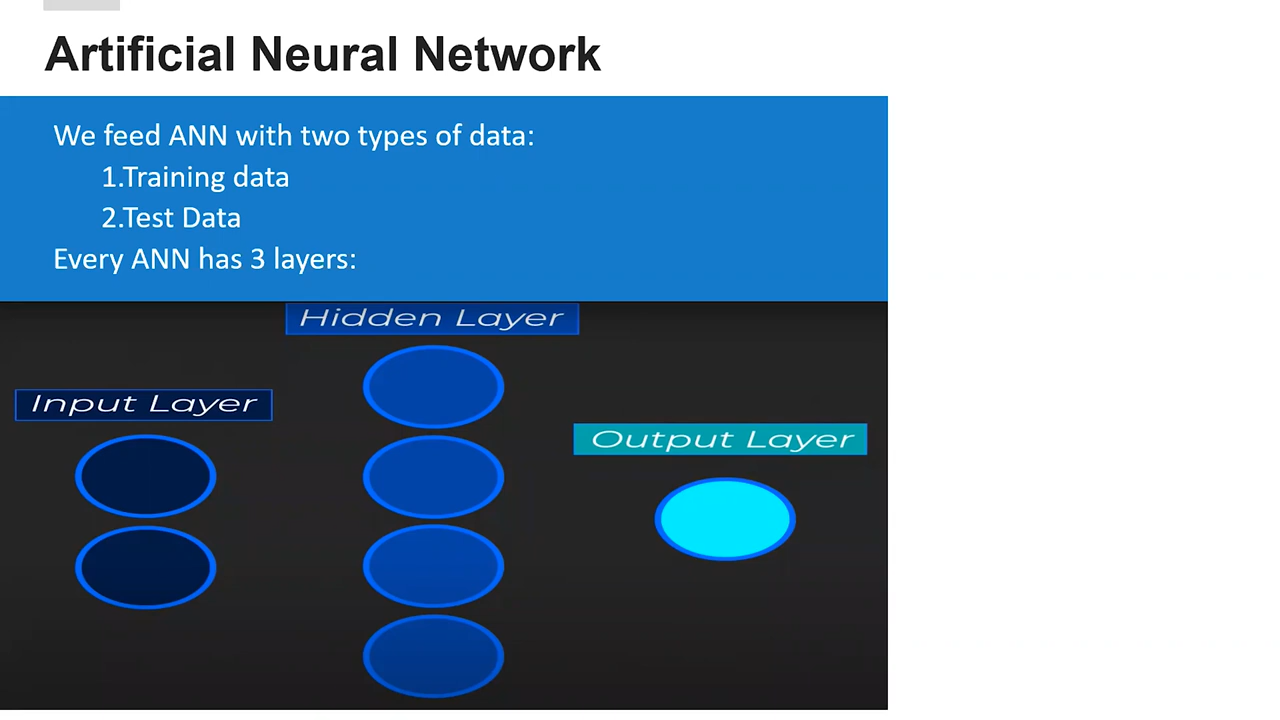 Artificial Neural Network
We feed ANN with two types of data:
1.Training data
2.Test Data
Every ANN has 3 layers:
Hidden Layer
Input Layer
Output Layer